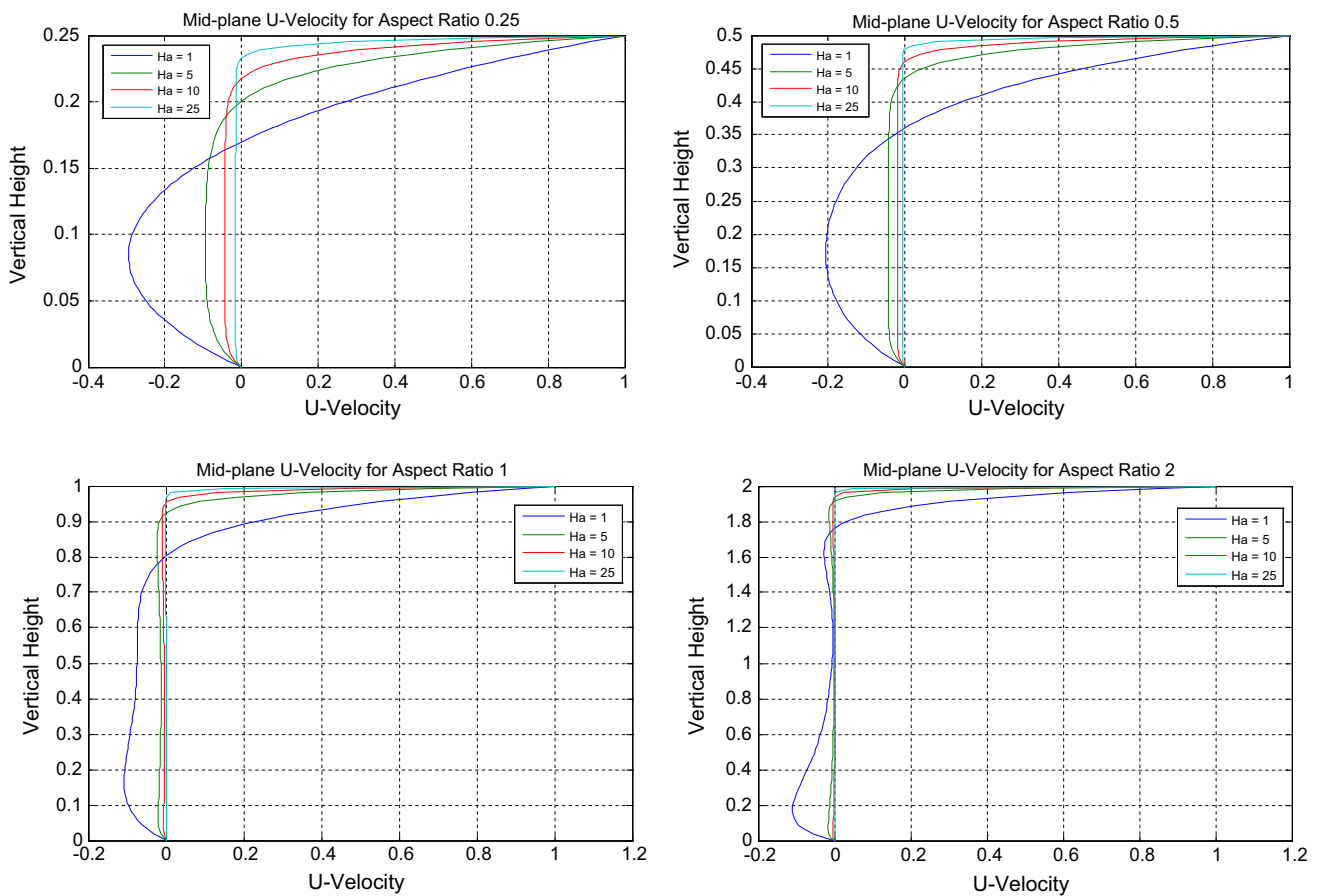 Mid-plane U-Velocity for Aspect Ratio 0.25
Vertical Height
0.25
0.2
0.15
0.1
0.05
0
-0.4
-0.2
0
0.2
0.4
0.6
0.8
1
U-Velocity
Ha = 1
Ha = 5
Ha = 10
Ha = 25
Mid-plane U-Velocity for Aspect Ratio 0.5
Vertical Height
0.5
0.45
0.4
0.35
0.3
0.25
0.2
0.15
0.1
0.05
0
-0.4
-0.2
0
0.2
0.4
0.6
0.8
1
U-Velocity
Ha = 1
Ha = 5
Ha = 10
Ha = 25
Mid-plane U-Velocity for Aspect Ratio 1
Vertical Height
1
0.9
0.8
0.7
0.6
0.5
0.4
0.3
0.2
0.1
0
-0.2
0
0.2
0.4
0.6
0.8
1
1.2
U-Velocity
Ha = 1
Ha = 5
Ha = 10
Ha = 25
Mid-plane U-Velocity for Aspect Ratio 2
Vertical Height
2
1.8
1.6
1.4
1.2
1
0.8
0.6
0.4
0.2
0
-0.2
0
0.2
0.4
0.6
0.8
1
1.2
U-Velocity
Ha = 1
Ha = 5
Ha = 10
Ha = 25